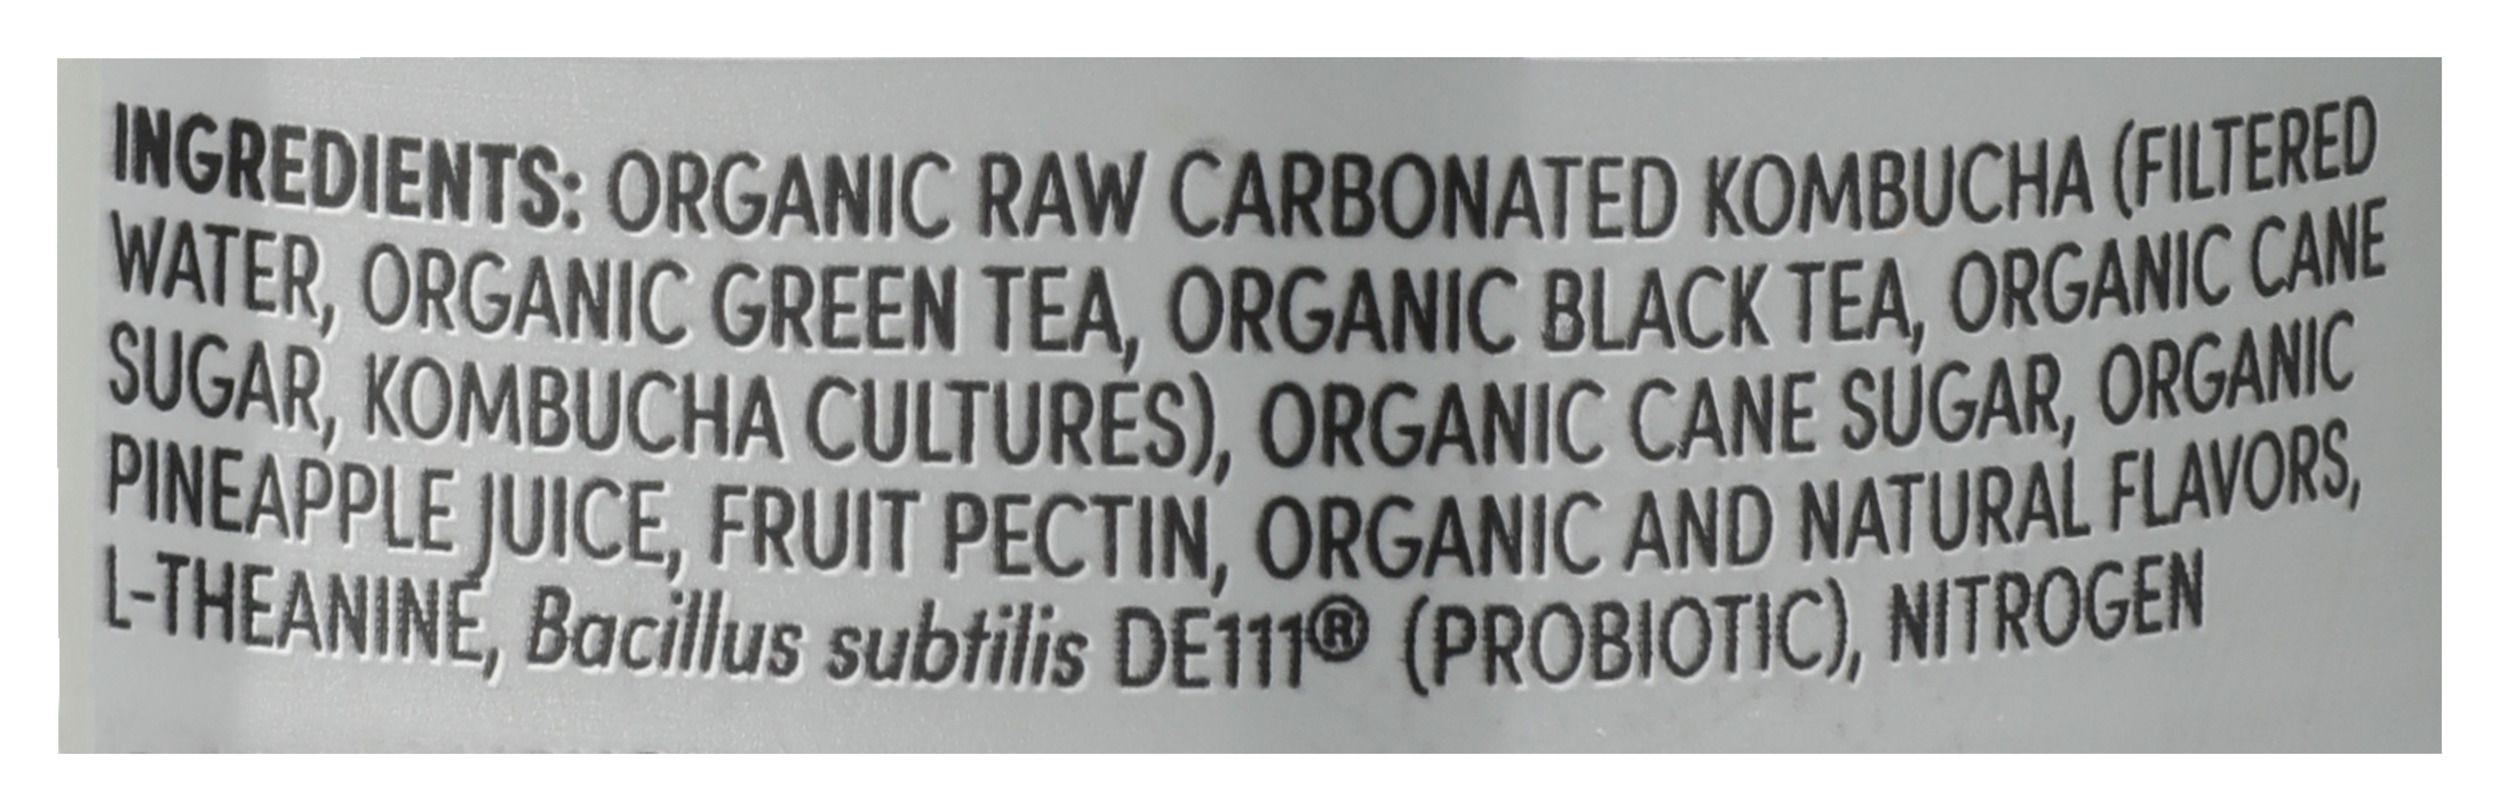 INGREDIENTS: ORGANIC RAW CARBONATED KOMBUCHA (FILTERED
WATER, ORGANIC GREEN TEA, ORGANIC BLACK TEA, ORGANIC CANE
SUGAR, KOMBUCHA CULTURES), ORGANIC CANE SUGAR, ORGANIC
PINEAPPLE JUICE, FRUIT PECTIN, ORGANIC AND NATURAL FLAVORS,
L-THEANINE, Bacillus subtilis DE111® (PROBIOTIC), NITROGEN